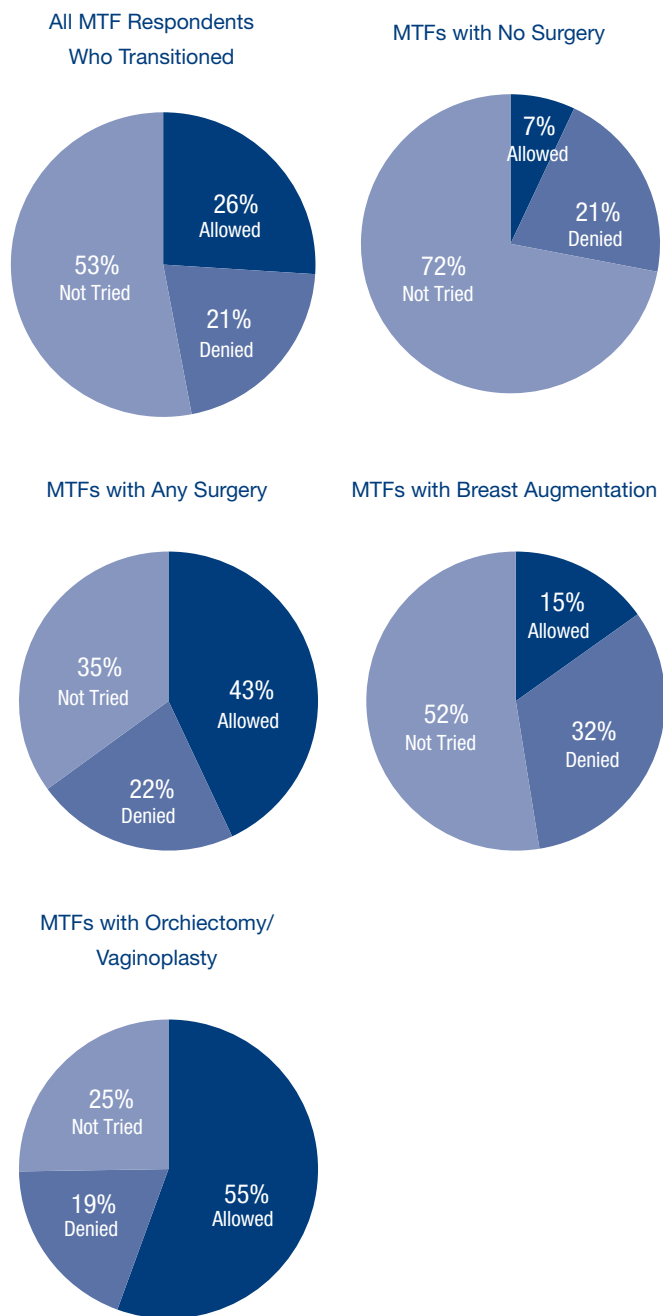 All MTF Respondents
Who Transitioned
26%
Allowed
21%
Denied
53%
Not Tried
MTFs with No Surgery
7%
Allowed
21%
Denied
72%
Not Tried
MTFs with Any Surgery
43%
Allowed
22%
Denied
35%
Not Tried
MTFs with Breast Augmentation
15%
Allowed
32%
Denied
52%
Not Tried
MTFs with Orchiectomy/
Vaginoplasty
55%
Allowed
19%
Denied
25%
Not Tried